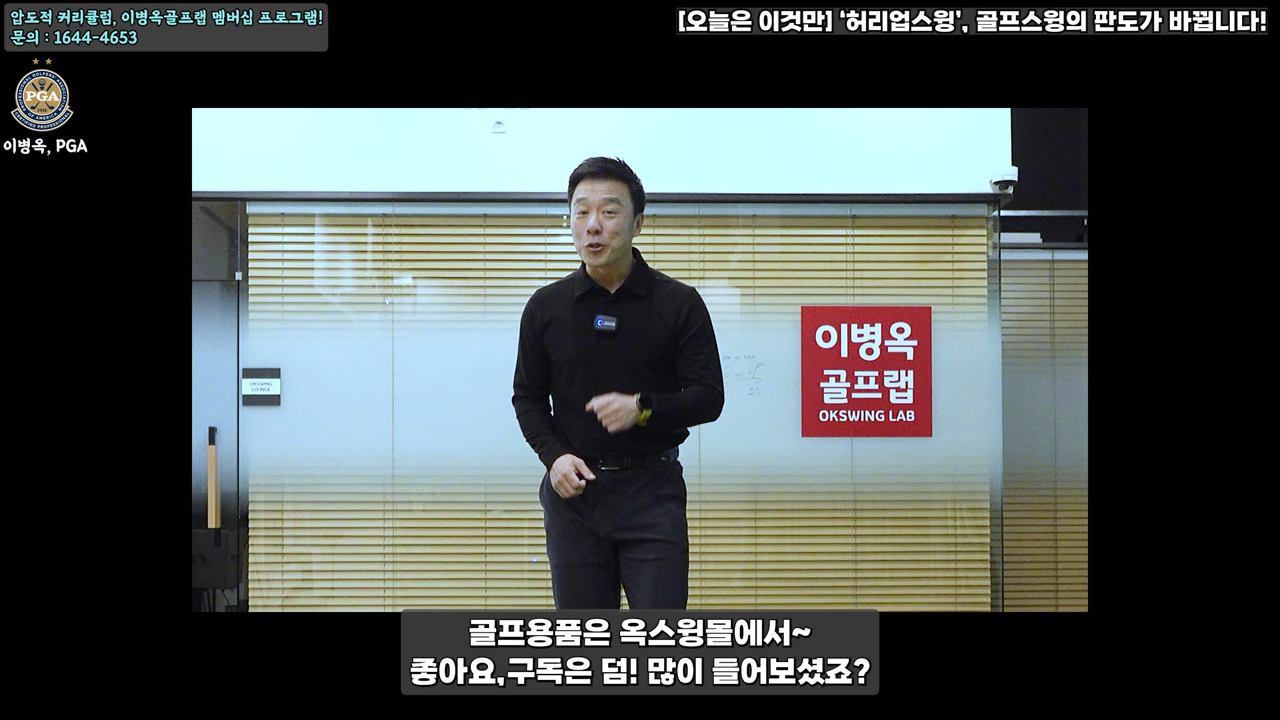 압도적 커리큘럼, 이병옥골프랩 멤버십 프로그램!
문의 : 1644-4653
[오늘은 이것만] ‘허리업스윙’, 골프스윙의 판도가 바뀝니다!
PGA
이병옥, PGA
OKSWING
LOUNGE
이병옥
골프랩
OKSWING LAB
골프용품은 옥스윙몰에서~
좋아요,구독은 덤! 많이 들어보셨죠?